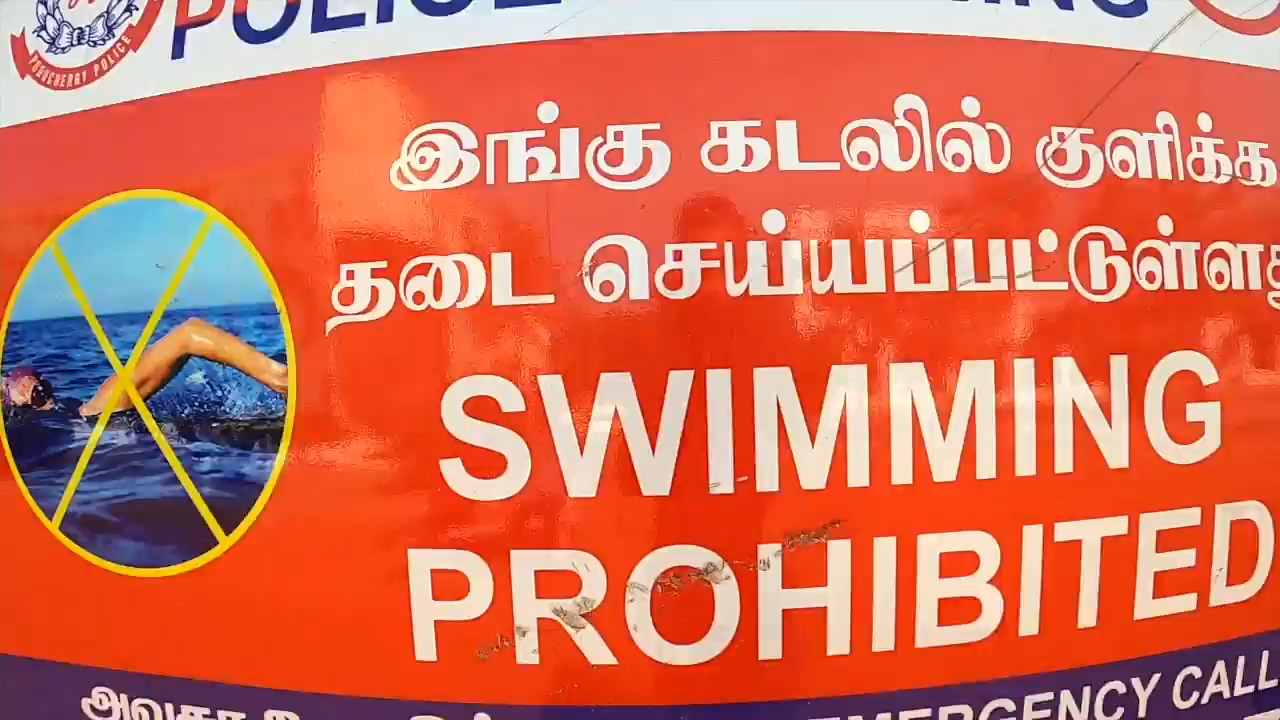 POLICE
PUDUCHERRY POLICE
இங்கு கடலில் குளிக்க
தடை செய்யப்பட்டுள்ளது
SWIMMING
PROHIBITED
EMERGENCY CALL